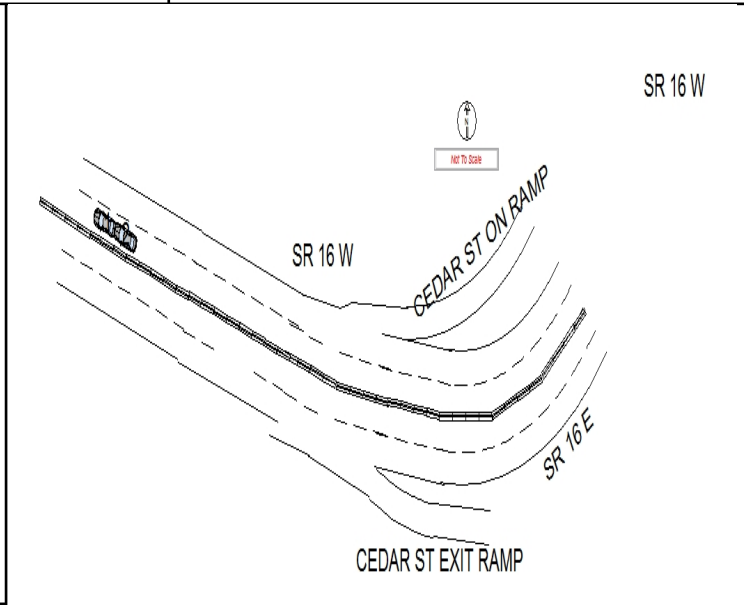 SR 16 W
N
Not To Scale
CEDAR ST ON RAMP
SR 16 W
SR 16 E
CEDAR ST EXIT RAMP